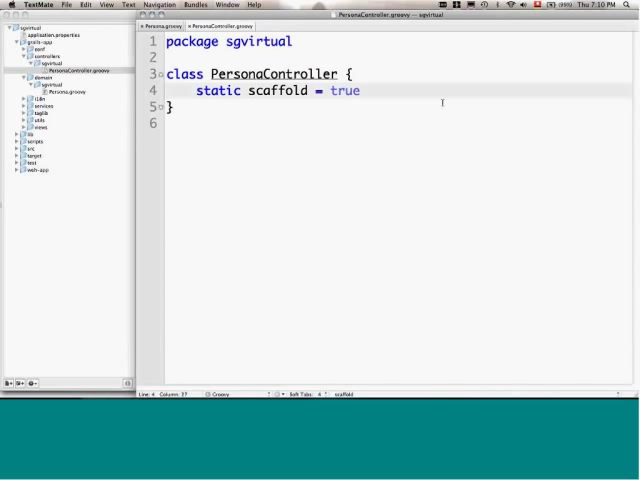 TextMate File Edit View Text Navigation Bundles Window Help
(99%) Thu 7:10 PM
PersonaController.groovy — sgvirtual
Persona.groovy PersonaController.groovy
sgvirtual
application.properties
grails-app
conf
controllers
sgvirtual
PersonaController.groovy
domain
sgvirtual
Persona.groovy
i18n
services
taglib
utils
views
lib
scripts
src
target
test
web-app
1 package sgvirtual
2
3 class PersonaController {
4 static scaffold = true
5 }
6
Line: 4 Column: 27 Groovy Soft Tabs: 4 scaffold